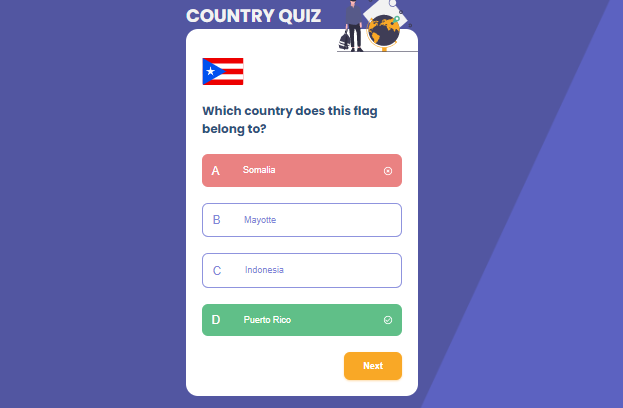 COUNTRY QUIZ
Which country does this flag
belong to?
A Somalia
B Mayotte
C Indonesia
D Puerto Rico
Next